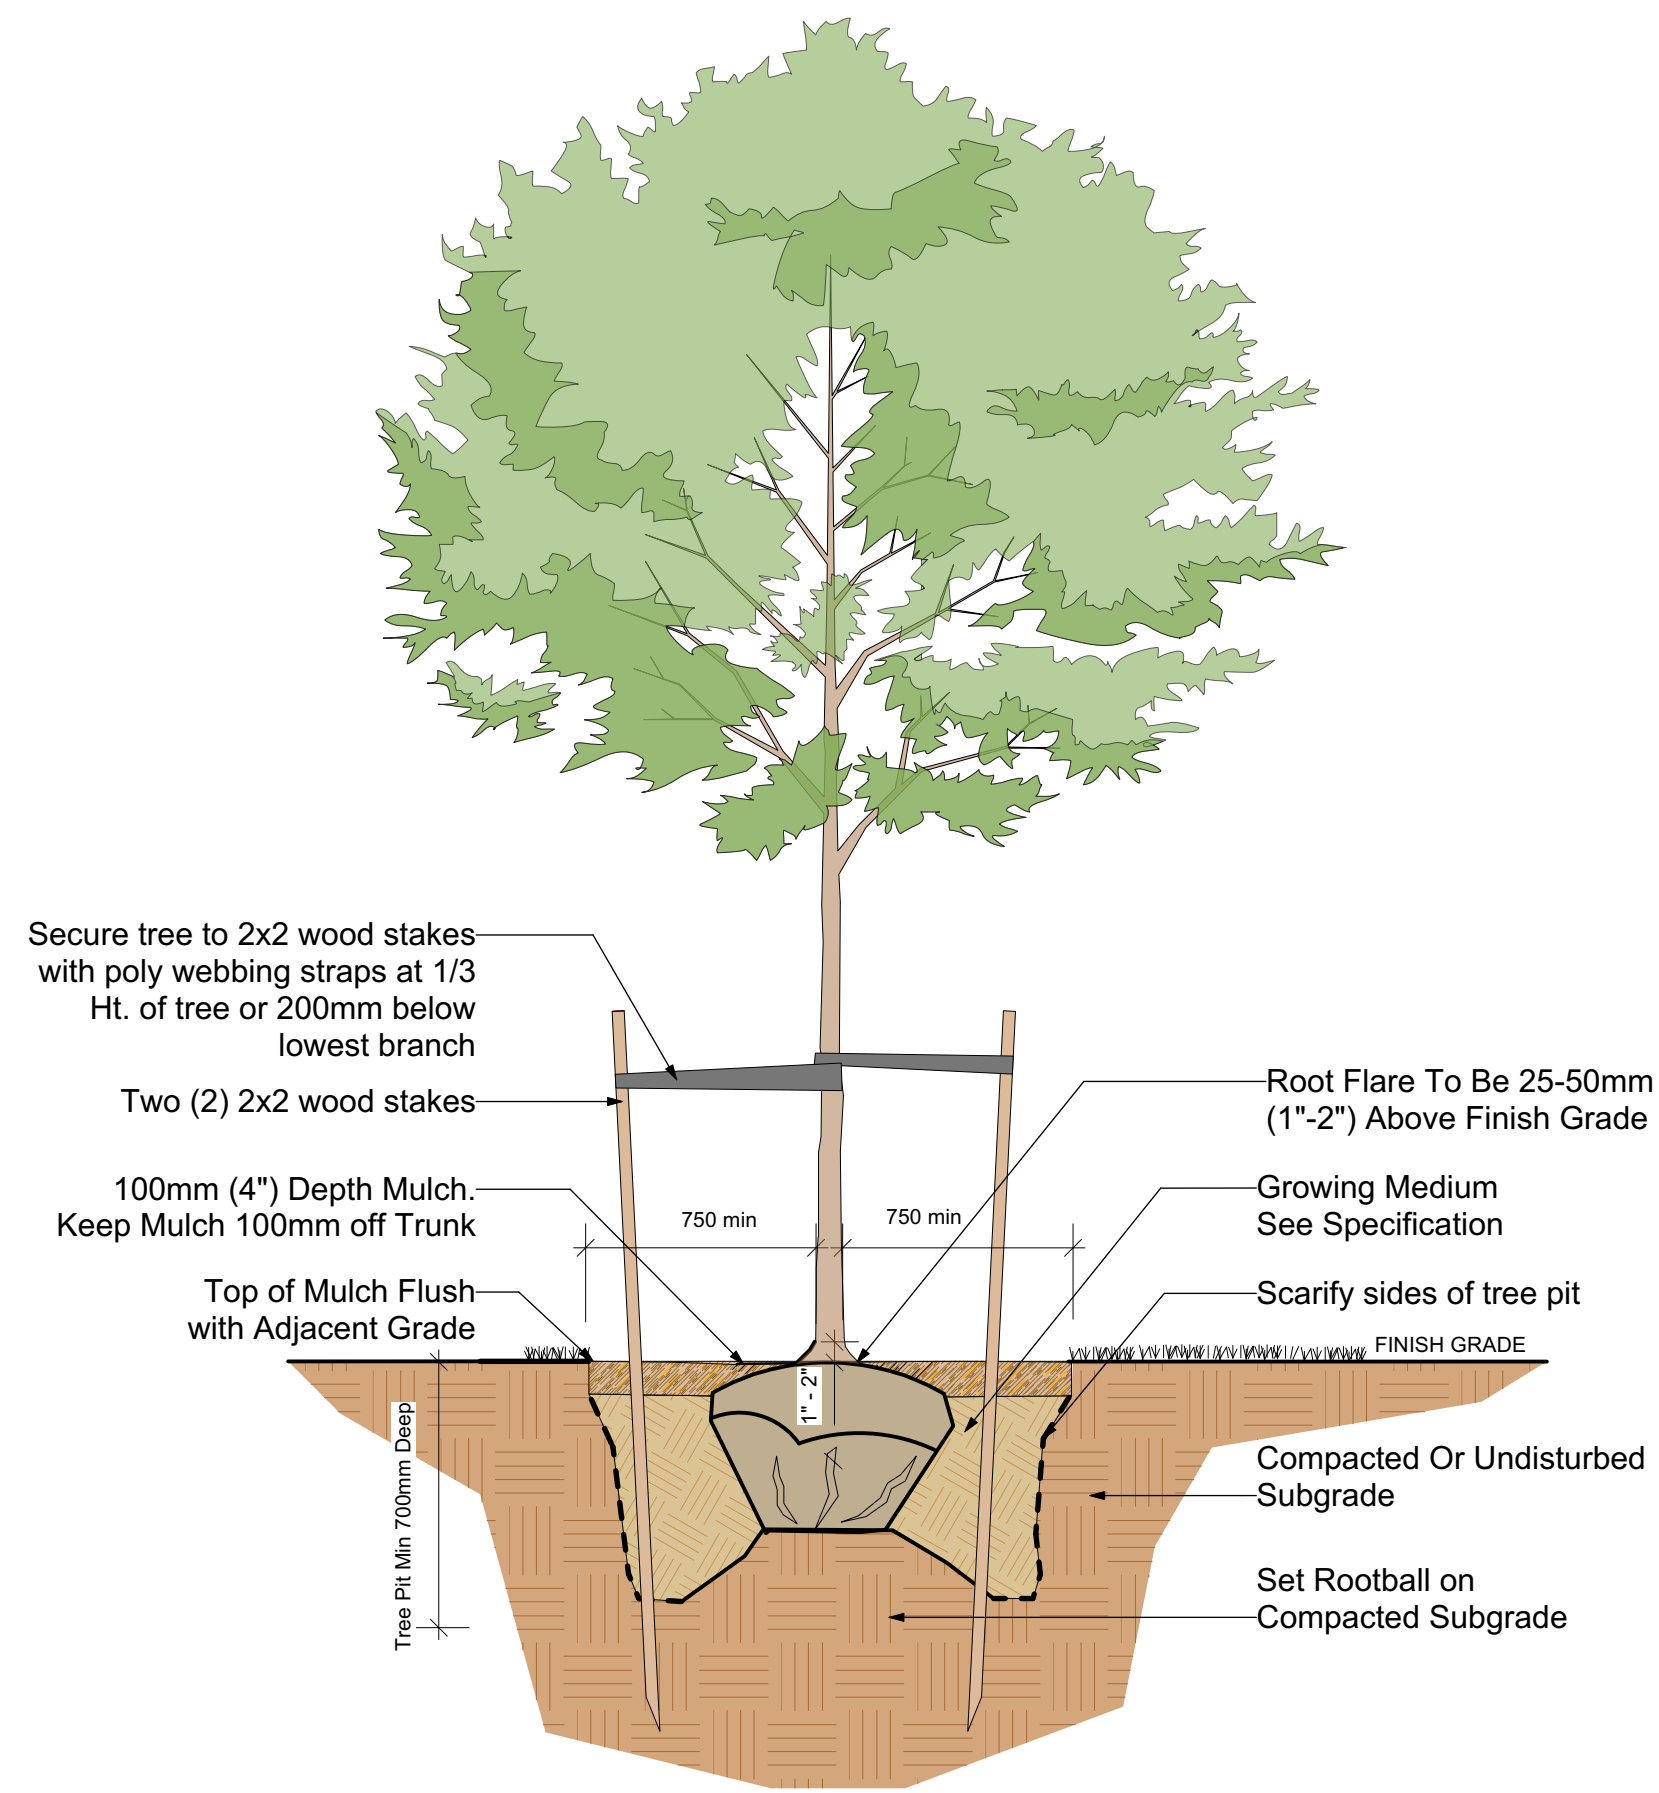 Secure tree to 2x2 wood stakes
with poly webbing straps at 1/3
Ht. of tree or 200mm below
lowest branch
Two (2) 2x2 wood stakes
100mm (4") Depth Mulch.
Keep Mulch 100mm off Trunk
Top of Mulch Flush
with Adjacent Grade
750 min
750 min
Root Flare To Be 25-50mm
(1"-2") Above Finish Grade
Growing Medium
See Specification
Scarify sides of tree pit
FINISH GRADE
1" - 2"
Tree Pit Min 700mm Deep
Compacted Or Undisturbed
Subgrade
Set Rootball on
Compacted Subgrade